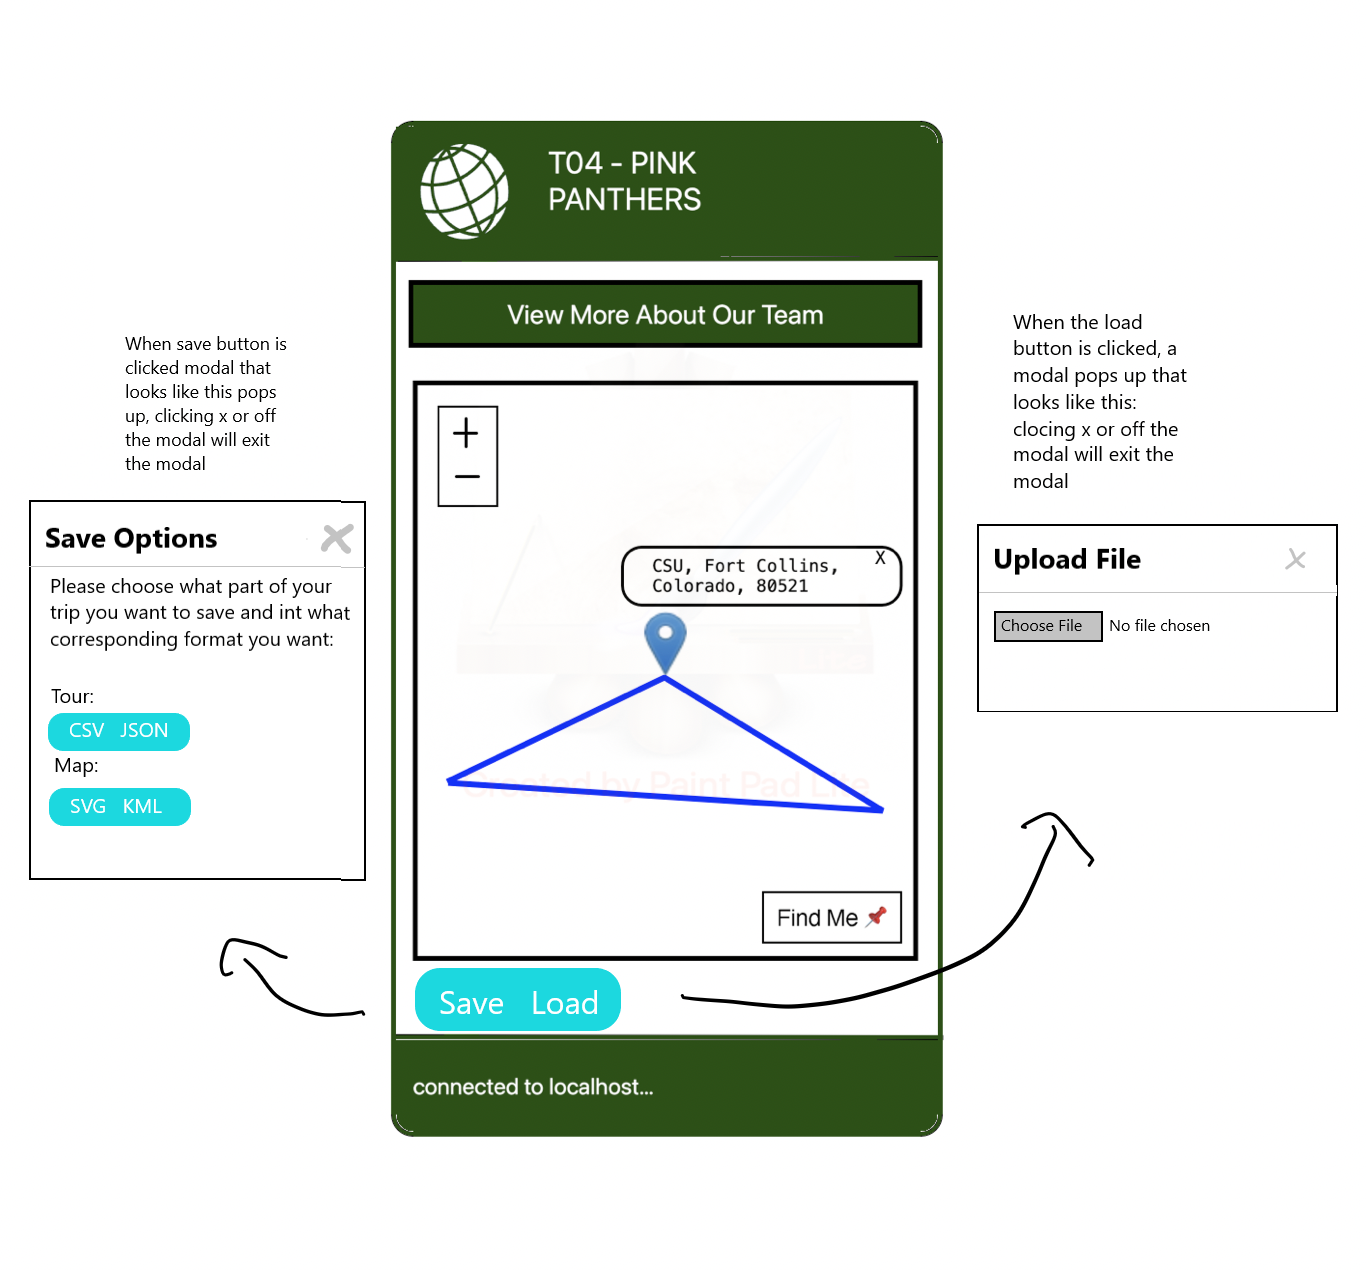 T04 - PINK
PANTHERS
View More About Our Team
+
−
CSU, Fort Collins,
Colorado, 80521
X
Created by Paint Pad Lite
Find Me
Save Load
connected to localhost...
When save button is
clicked modal that
looks like this pops
up, clicking x or off
the modal will exit
the modal
Save Options
Please choose what part of your
trip you want to save and int what
corresponding format you want:
Tour:
CSV JSON
Map:
SVG KML
When the load
button is clicked, a
modal pops up that
looks like this:
clocing x or off the
modal will exit the
modal
Upload File
Choose File No file chosen